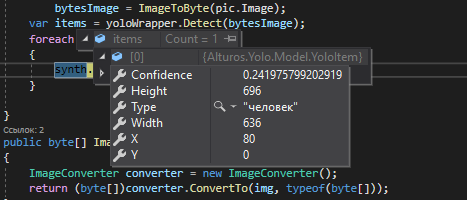 bytesImage = ImageToByte(pic.Image);
var items = yoloWrapper.Detect(bytesImage);
foreach
items Count = 1
{
[0] {Alturos.Yolo.Model.YoloItem}
synth.
Confidence 0.241975799202919
}
Height 696
Type "человек"
Width 636
X 80
Y 0
}
Ссылок: 2
public byte[] Ima
{
ImageConverter converter = new ImageConverter();
return (byte[])converter.ConvertTo(img, typeof(byte[]));